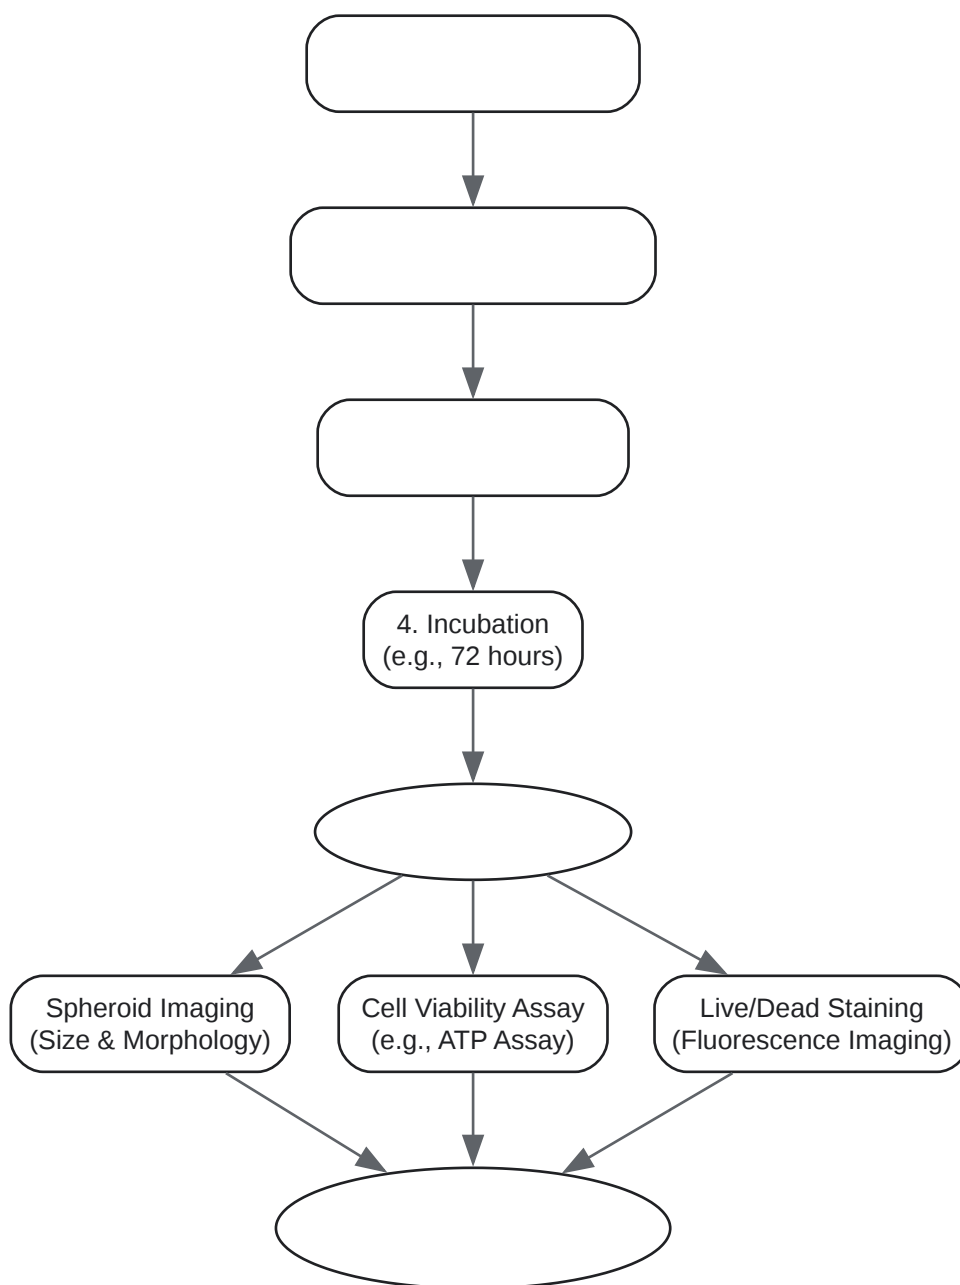 4. Incubation
(e.g., 72 hours)
Spheroid Imaging
(Size & Morphology)
Cell Viability Assay
(e.g., ATP Assay)
Live/Dead Staining
(Fluorescence Imaging)